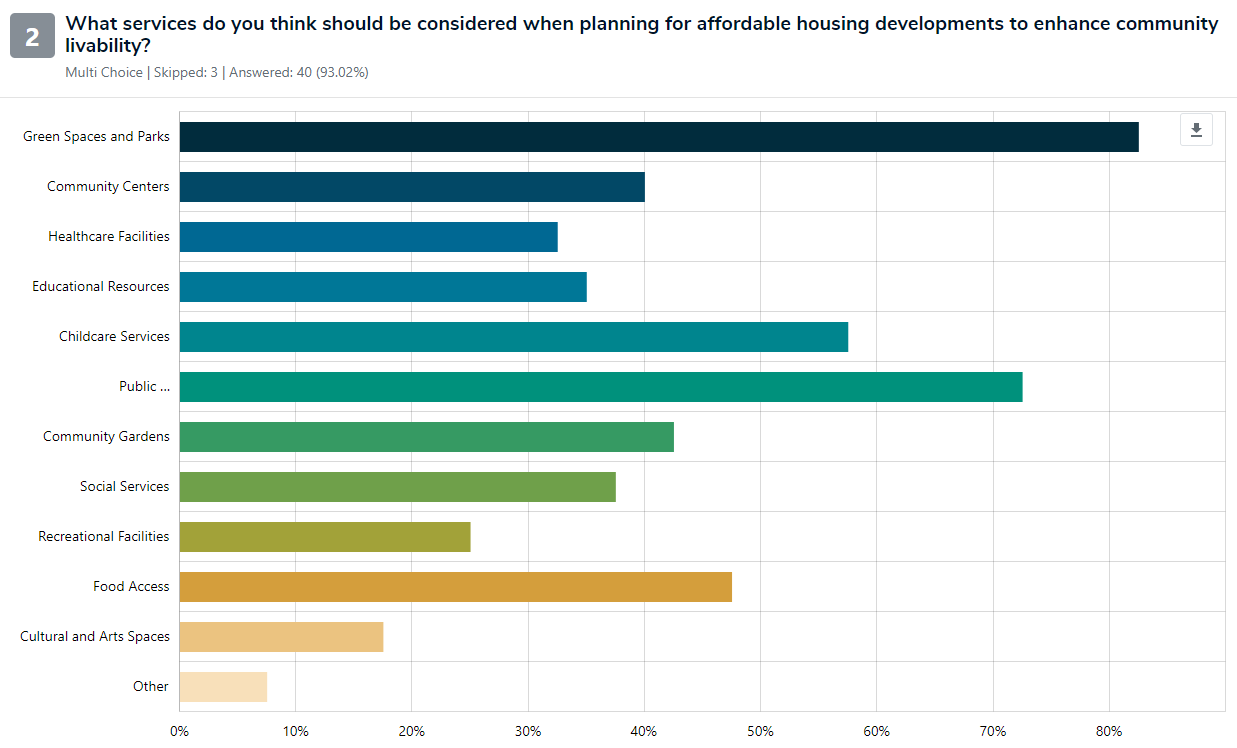 2
What services do you think should be considered when planning for affordable housing developments to enhance community
livability?
Multi Choice | Skipped: 3 | Answered: 40 (93.02%)
Green Spaces and Parks
Community Centers
Healthcare Facilities
Educational Resources
Childcare Services
Public ...
Community Gardens
Social Services
Recreational Facilities
Food Access
Cultural and Arts Spaces
Other
0% 10% 20% 30% 40% 50% 60% 70% 80%